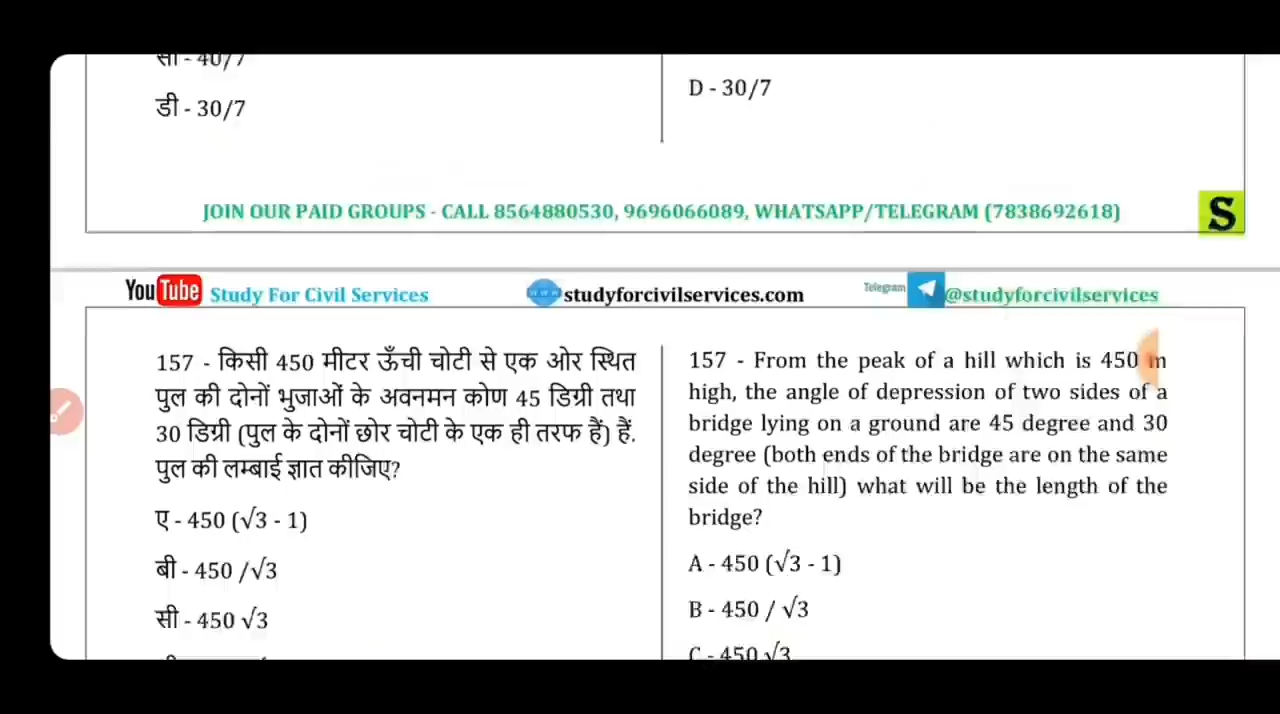 सी - 40/7
डी - 30/7
D - 30/7
JOIN OUR PAID GROUPS - CALL 8564880530, 9696066089, WHATSAPP/TELEGRAM (7838692618)
S
YouTube Study For Civil Services
www studyforcivilservices.com
Telegram @studyforcivilservices
157 - किसी 450 मीटर ऊँची चोटी से एक ओर स्थित
पुल की दोनों भुजाओं के अवनमन कोण 45 डिग्री तथा
30 डिग्री (पुल के दोनों छोर चोटी के एक ही तरफ हैं) हैं.
पुल की लम्बाई ज्ञात कीजिए?
ए - 450 (√3 - 1)
बी - 450 /√3
सी - 450 √3
157 - From the peak of a hill which is 450 m
high, the angle of depression of two sides of a
bridge lying on a ground are 45 degree and 30
degree (both ends of the bridge are on the same
side of the hill) what will be the length of the
bridge?
A - 450 (√3 - 1)
B - 450 / √3
C - 450 √3